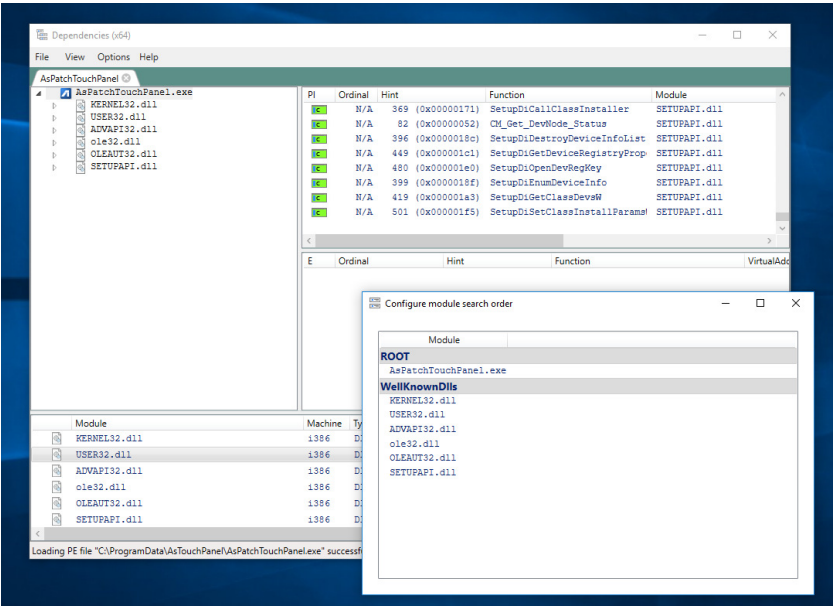 Dependencies (x64)
File View Options Help
AsPatchTouchPanel
AsPatchTouchPanel.exe
KERNEL32.dll
USER32.dll
ADVAPI32.dll
ole32.dll
OLEAUT32.dll
SETUPAPI.dll
PI Ordinal Hint Function Module
C N/A 369 (0x00000171) SetupDiCallClassInstaller SETUPAPI.dll
C N/A 82 (0x00000052) CM_Get_DevNode_Status SETUPAPI.dll
C N/A 396 (0x0000018c) SetupDiDestroyDeviceInfoList SETUPAPI.dll
C N/A 449 (0x000001c1) SetupDiGetDeviceRegistryProp SETUPAPI.dll
C N/A 480 (0x000001e0) SetupDiOpenDevRegKey SETUPAPI.dll
C N/A 399 (0x0000018f) SetupDiEnumDeviceInfo SETUPAPI.dll
C N/A 419 (0x000001a3) SetupDiGetClassDevsW SETUPAPI.dll
C N/A 501 (0x000001f5) SetupDiSetClassInstallParams SETUPAPI.dll
E Ordinal Hint Function VirtualAdd
Module Machine Ty
KERNEL32.dll i386 D
USER32.dll i386 D
ADVAPI32.dll i386 D
ole32.dll i386 D
OLEAUT32.dll i386 D
SETUPAPI.dll i386 D
Loading PE file "C:\ProgramData\AsTouchPanel\AsPatchTouchPanel.exe" successf
Configure module search order
Module
ROOT
AsPatchTouchPanel.exe
WellKnownDlls
KERNEL32.dll
USER32.dll
ADVAPI32.dll
ole32.dll
OLEAUT32.dll
SETUPAPI.dll